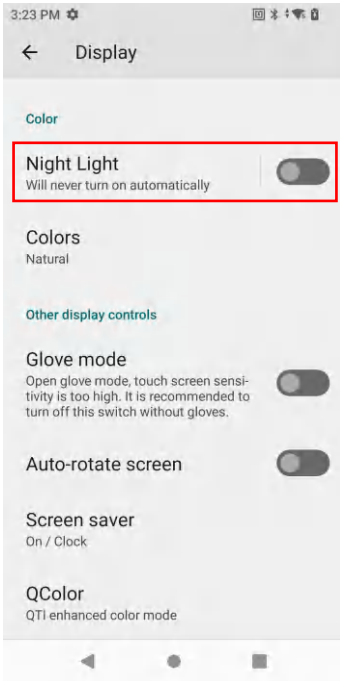 3:23 PM
Display
Color
Night Light
Will never turn on automatically
Colors
Natural
Other display controls
Glove mode
Open glove mode, touch screen sensi-
tivity is too high. It is recommended to
turn off this switch without gloves.
Auto-rotate screen
Screen saver
On / Clock
QColor
QTI enhanced color mode